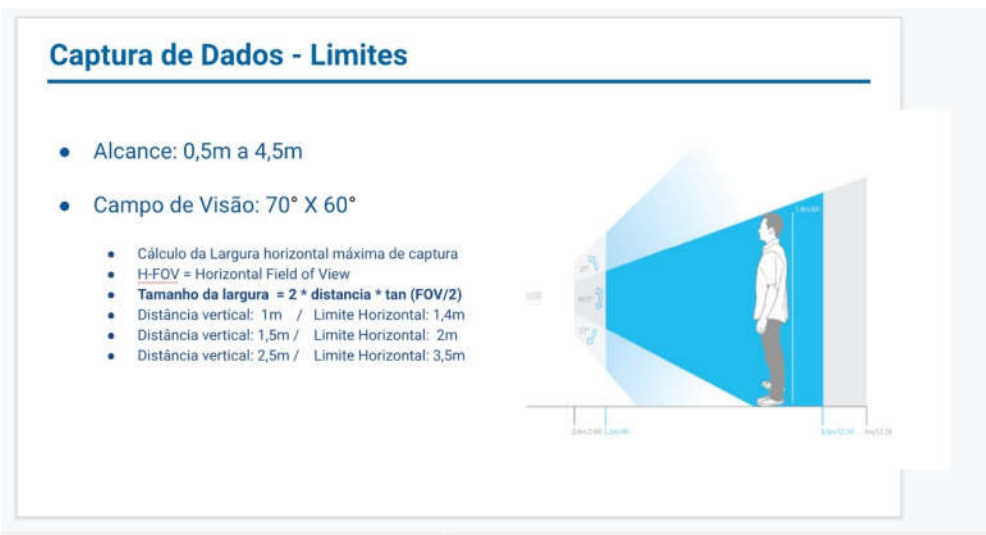 Captura de Dados - Limites
● Alcance: 0,5m a 4,5m
● Campo de Visão: 70° X 60°
● Cálculo da Largura horizontal máxima de captura
● H-FOV = Horizontal Field of View
● Tamanho da largura = 2 * distancia * tan (FOV/2)
● Distância vertical: 1m / Limite Horizontal: 1,4m
● Distância vertical: 1,5m / Limite Horizontal: 2m
● Distância vertical: 2,5m / Limite Horizontal: 3,5m
27°
27°